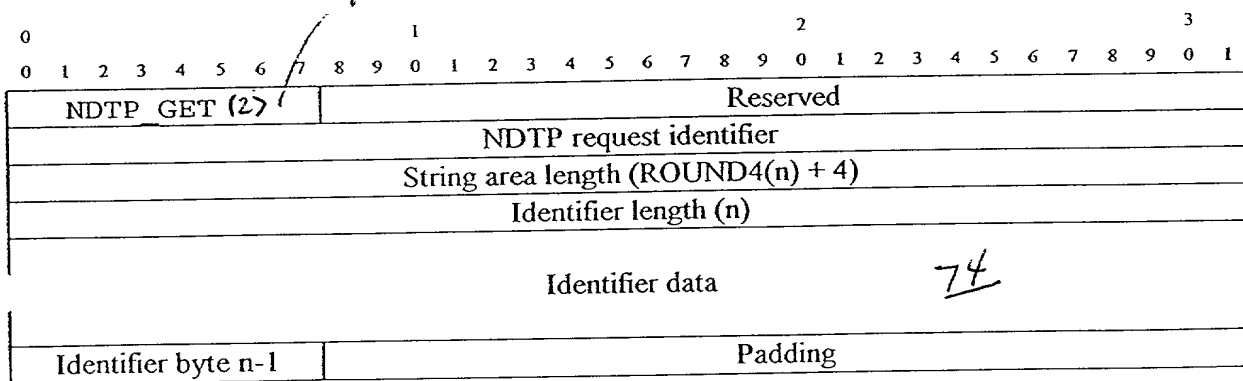 0 1 2 3
0 1 2 3 4 5 6 7 8 9 0 1 2 3 4 5 6 7 8 9 0 1 2 3 4 5 6 7 8 9 0 1
NDTP_GET (2) Reserved
NDTP request identifier
String area length (ROUND4(n) + 4)
Identifier length (n)
Identifier data 74
Identifier byte n-1 Padding